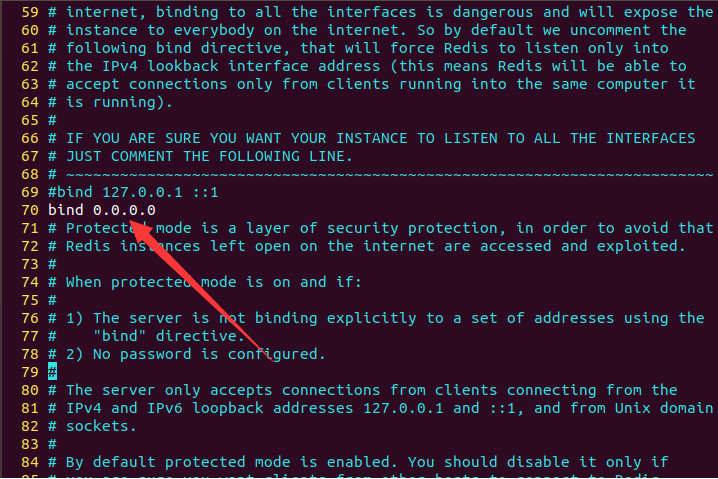 59 # internet, binding to all the interfaces is dangerous and will expose the
60 # instance to everybody on the internet. So by default we uncomment the
61 # following bind directive, that will force Redis to listen only into
62 # the IPv4 lookback interface address (this means Redis will be able to
63 # accept connections only from clients running into the same computer it
64 # is running).
65 #
66 # IF YOU ARE SURE YOU WANT YOUR INSTANCE TO LISTEN TO ALL THE INTERFACES
67 # JUST COMMENT THE FOLLOWING LINE.
68 # ~~~~~~~~~~~~~~~~~~~~~~~~~~~~~~~~~~~~~~~~~~~~~~~~~~~~~~~~~~~~~~~~~~~~~~~~
69 #bind 127.0.0.1 ::1
70 bind 0.0.0.0
71 # Protected mode is a layer of security protection, in order to avoid that
72 # Redis instances left open on the internet are accessed and exploited.
73 #
74 # When protected mode is on and if:
75 #
76 # 1) The server is not binding explicitly to a set of addresses using the
77 #    "bind" directive.
78 # 2) No password is configured.
79 #
80 # The server only accepts connections from clients connecting from the
81 # IPv4 and IPv6 loopback addresses 127.0.0.1 and ::1, and from Unix domain
82 # sockets.
83 #
84 # By default protected mode is enabled. You should disable it only if